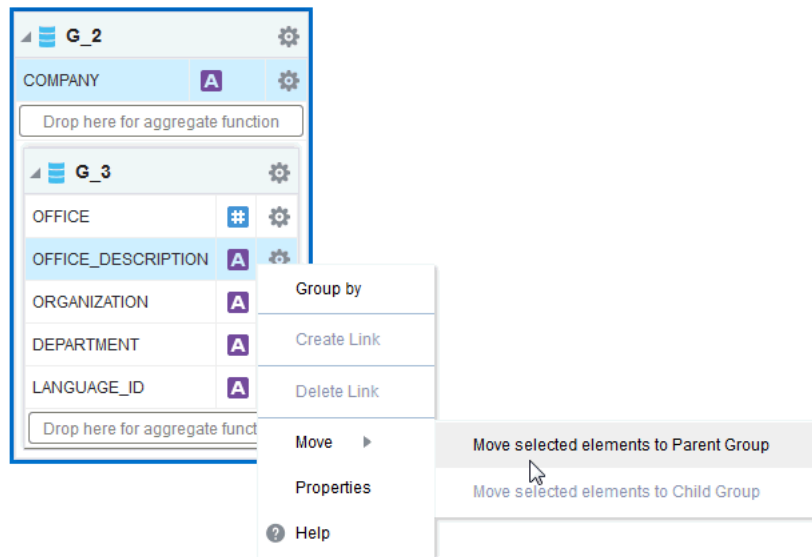 G_2
COMPANY A
Drop here for aggregate function
G_3
OFFICE #
OFFICE_DESCRIPTION A
ORGANIZATION A
DEPARTMENT A
LANGUAGE_ID A
Drop here for aggregate funct
Group by
Create Link
Delete Link
Move
Properties
? Help
Move selected elements to Parent Group
Move selected elements to Child Group